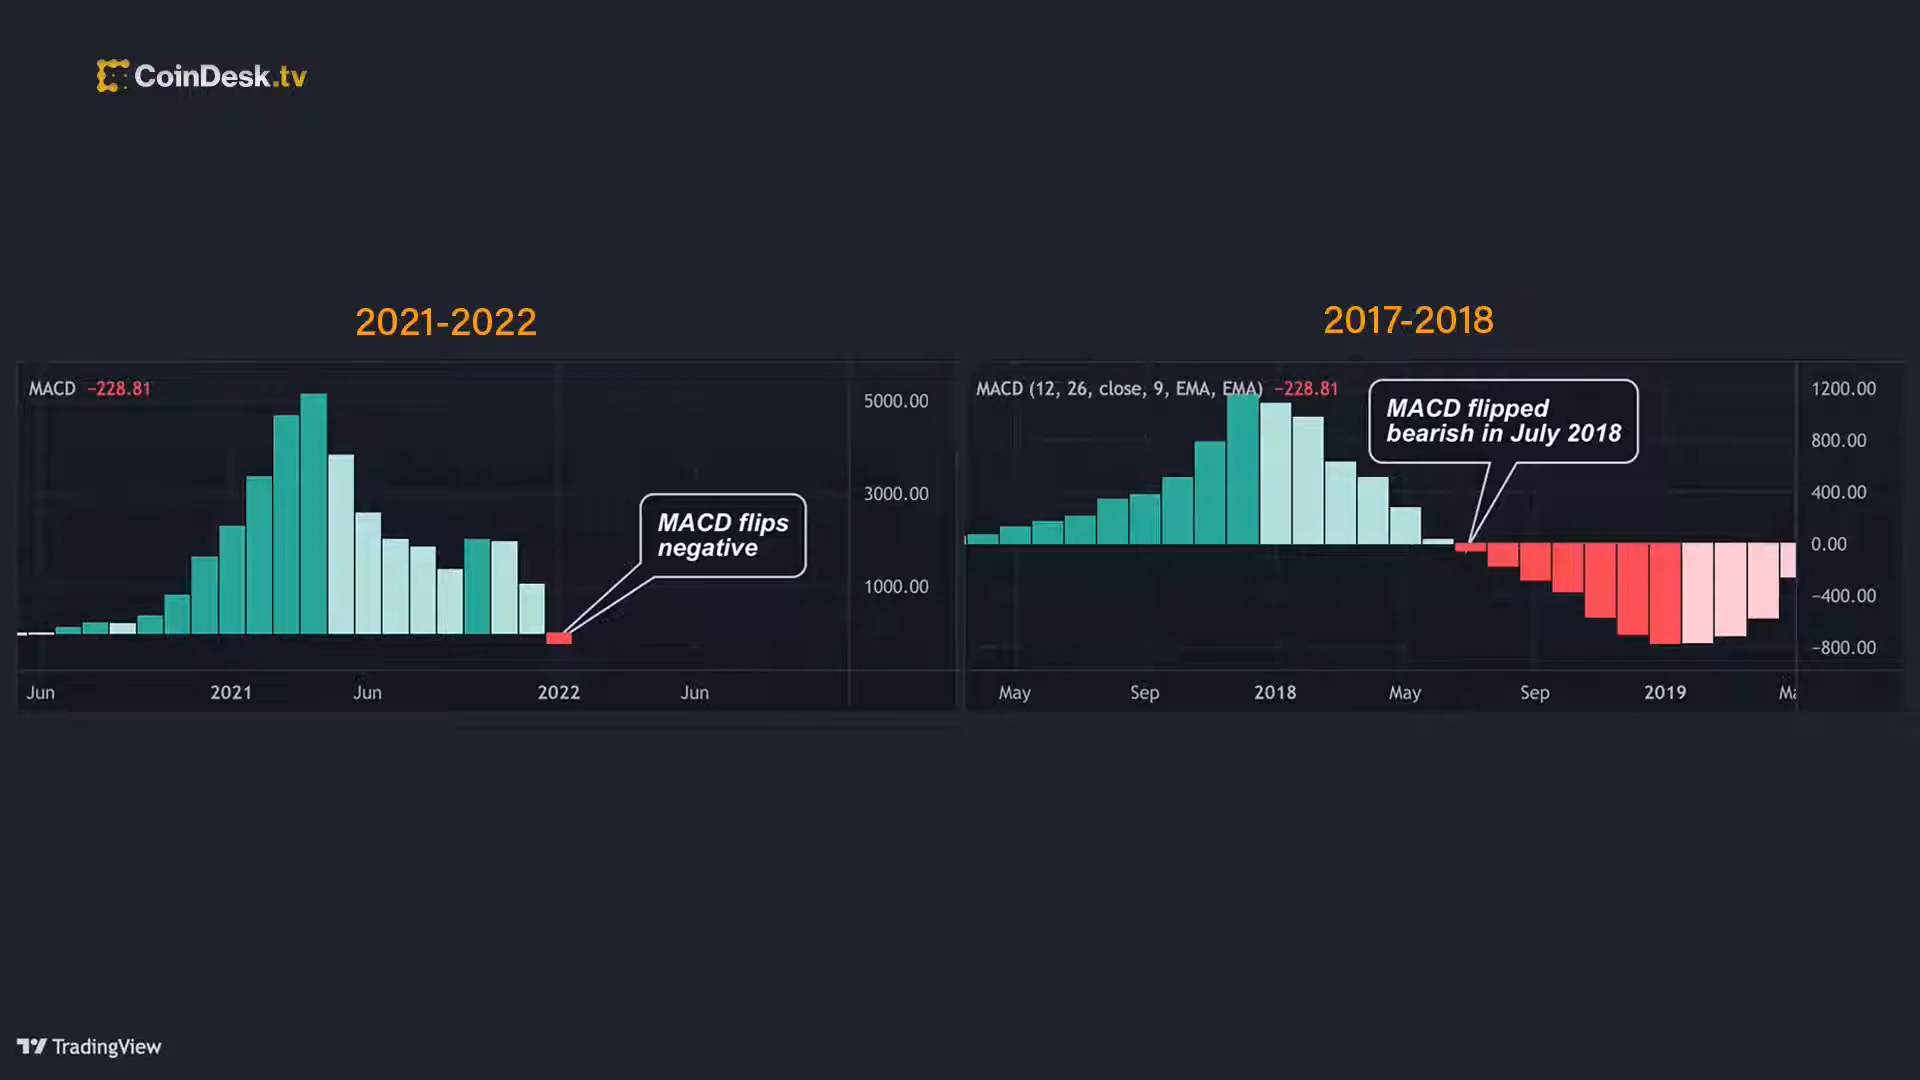 CoinDesk.tv
2021-2022
MACD −228.81
5000.00
3000.00
1000.00
MACD flips
negative
Jun
2021
Jun
2022
Jun
2017-2018
MACD (12, 26, close, 9, EMA, EMA) −228.81
MACD flipped
bearish in July 2018
1200.00
800.00
400.00
0.00
−400.00
−800.00
May
Sep
2018
May
Sep
2019
TradingView